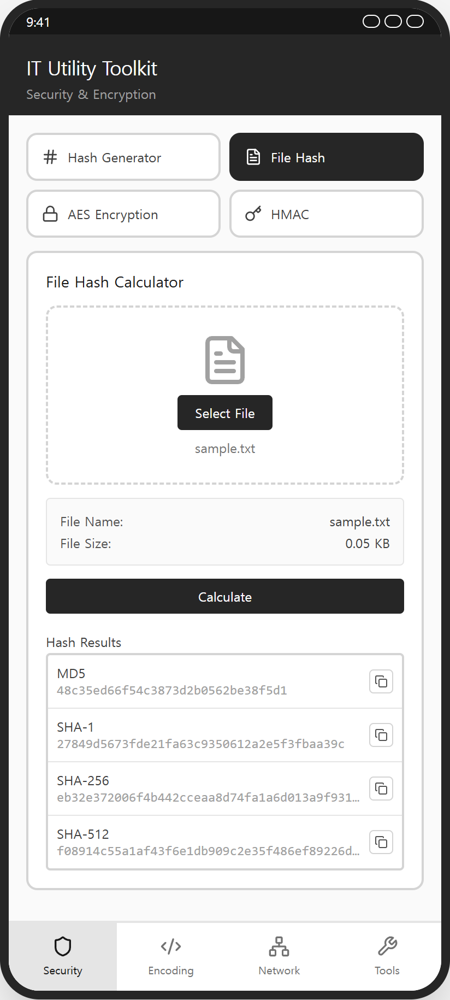 9:41
IT Utility Toolkit
Security & Encryption
Hash Generator
File Hash
AES Encryption
HMAC
File Hash Calculator
Select File
sample.txt
File Name: sample.txt
File Size: 0.05 KB
Calculate
Hash Results
MD5
48c35ed66f54c3873d2b0562be38f5d1
SHA-1
27849d5673fde21fa63c9350612a2e5f3fbaa39c
SHA-256
eb32e372006f4b442cceaa8d74fa1a6d013a9f931…
SHA-512
f08914c55a1af43f6e1db909c2e35f486ef89226d…
Security
Encoding
Network
Tools